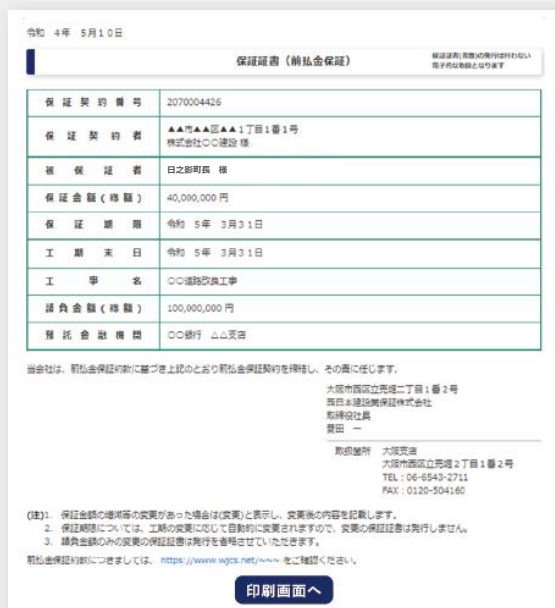 令和 4年 5月10日
保証証書（前払金保証）
保証証書(書面)の発行は行わない
電子的な取扱となります
保証契約番号 2070004426
保証契約者 ▲▲市▲▲区▲▲1丁目1番1号
株式会社〇〇建設 様
被保証者 日之影町長 様
保証金額(総額) 40,000,000 円
保証期限 令和 5年 3月31日
工期末日 令和 5年 3月31日
工事名 〇〇道路改良工事
請負金額(総額) 100,000,000 円
預託金融機関 〇〇銀行 △△支店
当会社は、前払金保証約款に基づき上記のとおり前払金保証契約を締結し、その責に任じます。
大阪市西区立売堀二丁目1番2号
西日本建設業保証株式会社
取締役社長
菱田 一
取扱箇所 大阪支店
大阪市西区立売堀2丁目1番2号
TEL：06-6543-2711
FAX：0120-504160
(注)1. 保証金額の増減等の変更があった場合は(変更)と表示し、変更後の内容を記載します。
2. 保証期限については、工期の変更に応じて自動的に変更されますので、変更の保証証書は発行しません。
3. 請負金額のみの変更の保証証書は発行を省略させていただきます。
前払金保証約款につきましては、 https://www.wjcs.net/~~~ をご確認ください。
印刷画面へ